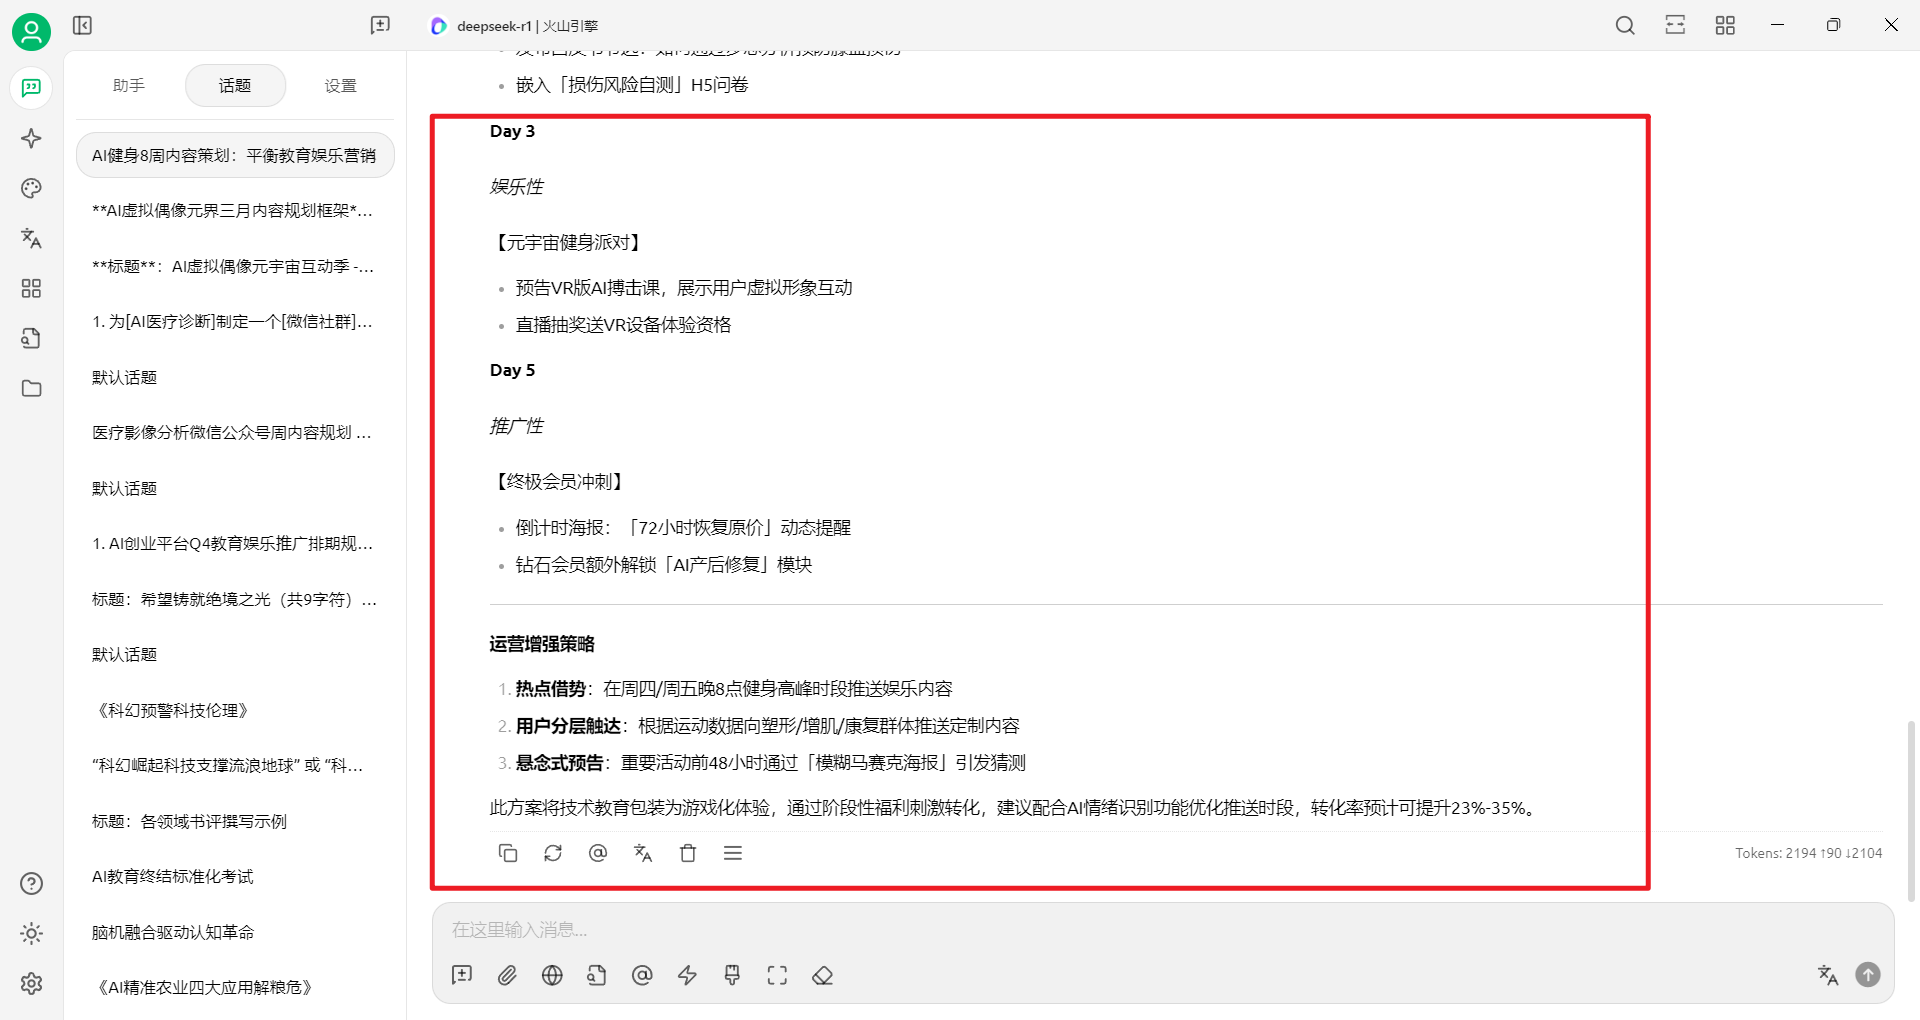 deepseek-r1 | 火山引擎
助手
话题
设置
AI健身8周内容策划：平衡教育娱乐营销
**AI虚拟偶像元界三月内容规划框架*...
**标题**：AI虚拟偶像元宇宙互动季 -...
1. 为[AI医疗诊断]制定一个[微信社群]...
默认话题
医疗影像分析微信公众号周内容规划 ...
默认话题
1. AI创业平台Q4教育娱乐推广排期规...
标题：希望铸就绝境之光（共9字符）...
默认话题
《科幻预警科技伦理》
“科幻崛起科技支撑流浪地球” 或 “科...
标题：各领域书评撰写示例
AI教育终结标准化考试
脑机融合驱动认知革命
《AI精准农业四大应用解粮危》
嵌入「损伤风险自测」H5问卷
Day 3
娱乐性
【元宇宙健身派对】
预告VR版AI搏击课，展示用户虚拟形象互动
直播抽奖送VR设备体验资格
Day 5
推广性
【终极会员冲刺】
倒计时海报：「72小时恢复原价」动态提醒
钻石会员额外解锁「AI产后修复」模块
运营增强策略
1. 热点借势：在周四/周五晚8点健身高峰时段推送娱乐内容
2. 用户分层触达：根据运动数据向塑形/增肌/康复群体推送定制内容
3. 悬念式预告：重要活动前48小时通过「模糊马赛克海报」引发猜测
此方案将技术教育包装为游戏化体验，通过阶段性福利刺激转化，建议配合AI情绪识别功能优化推送时段，转化率预计可提升23%-35%。
Tokens: 2194 ↑90 ↓2104
在这里输入消息...